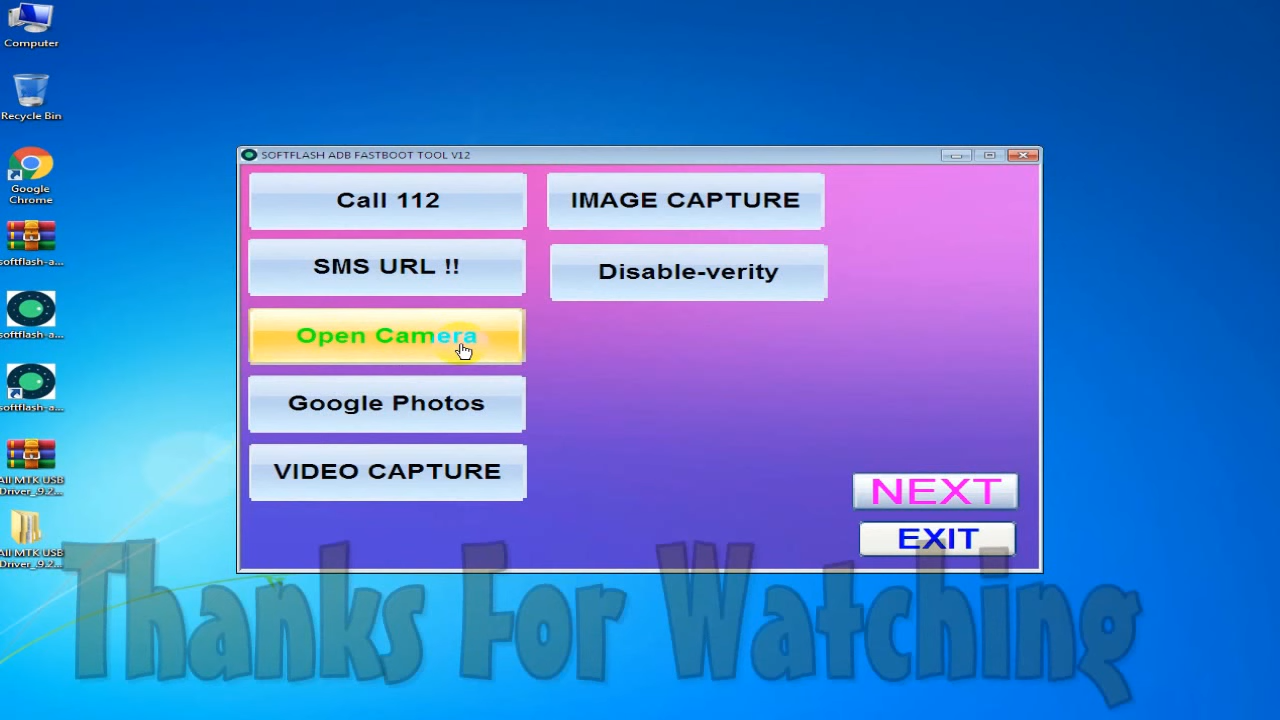 Computer
Recycle Bin
Google
Chrome
softflash-a...
softflash-a...
softflash-a...
All MTK USB
Driver_9.2...
All MTK USB
Driver_9.2...
SOFTFLASH ADB FASTBOOT TOOL V12
Call 112
IMAGE CAPTURE
SMS URL !!
Disable-verity
Open Camera
Google Photos
VIDEO CAPTURE
NEXT
EXIT
Thanks For Watching